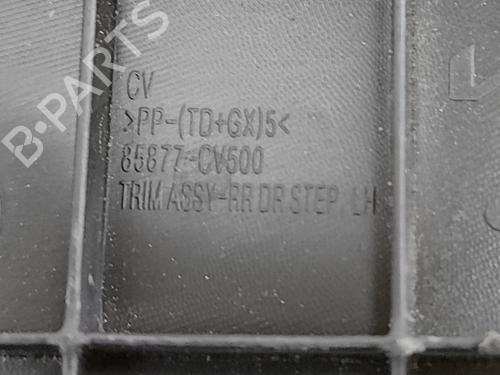 B-PARTS
CV
>PP-(TD+GX)5<
85877-CV500
TRIM ASSY-RR DR STEP, LH